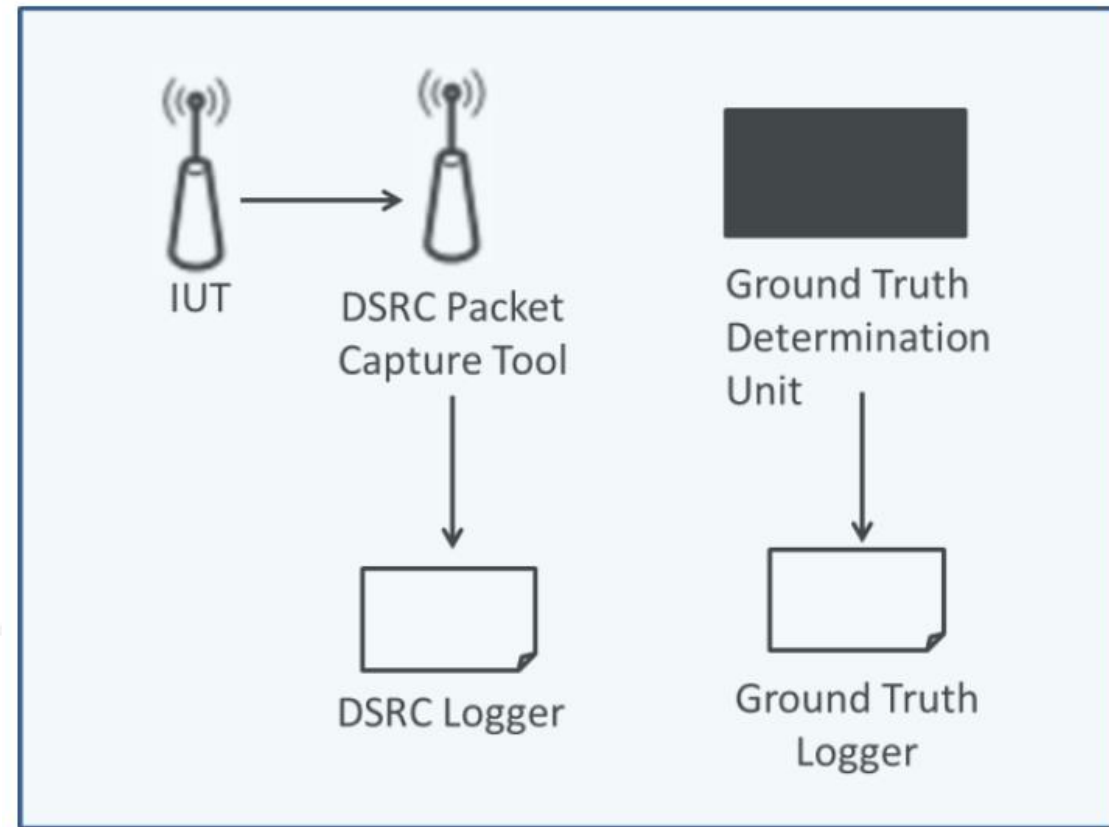 IUT
DSRC Packet
Capture Tool
Ground Truth
Determination
Unit
DSRC Logger
Ground Truth
Logger